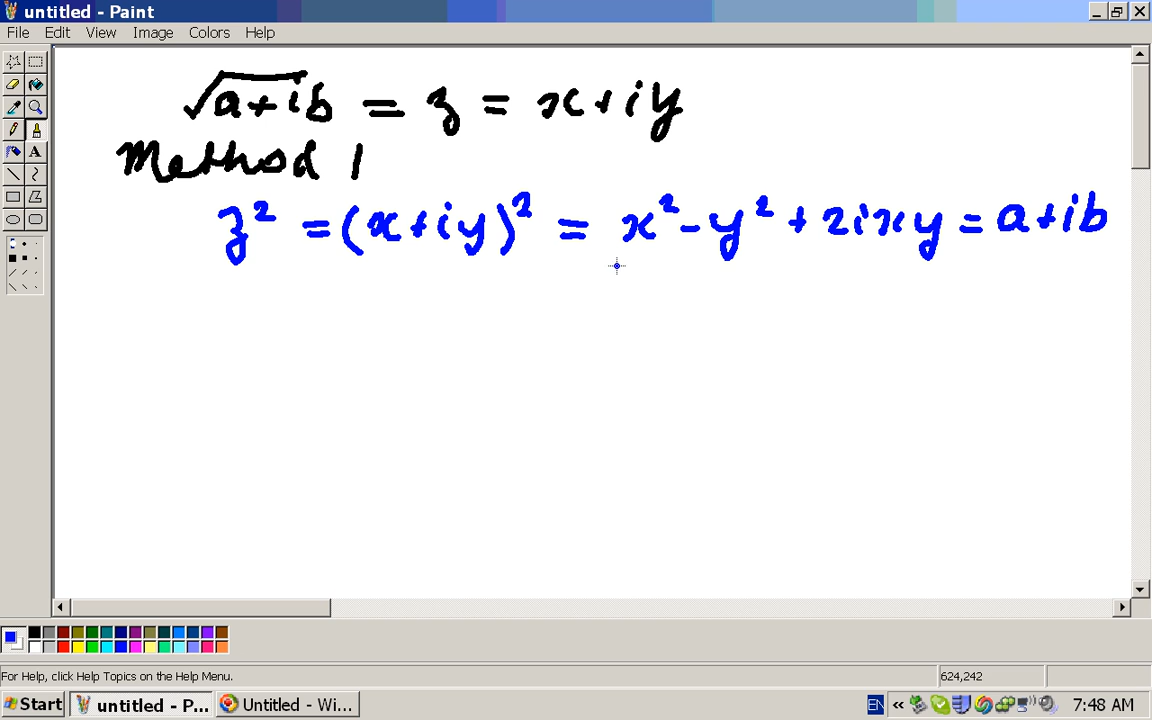 untitled - Paint
File Edit View Image Colors Help
√a+ib = z = x+iy
Method 1
z² = (x+iy)² = x²-y²+2ixy = a+ib
For Help, click Help Topics on the Help Menu.
624,242
Start
untitled - P...
Untitled - Wi...
EN
«
7:48 AM